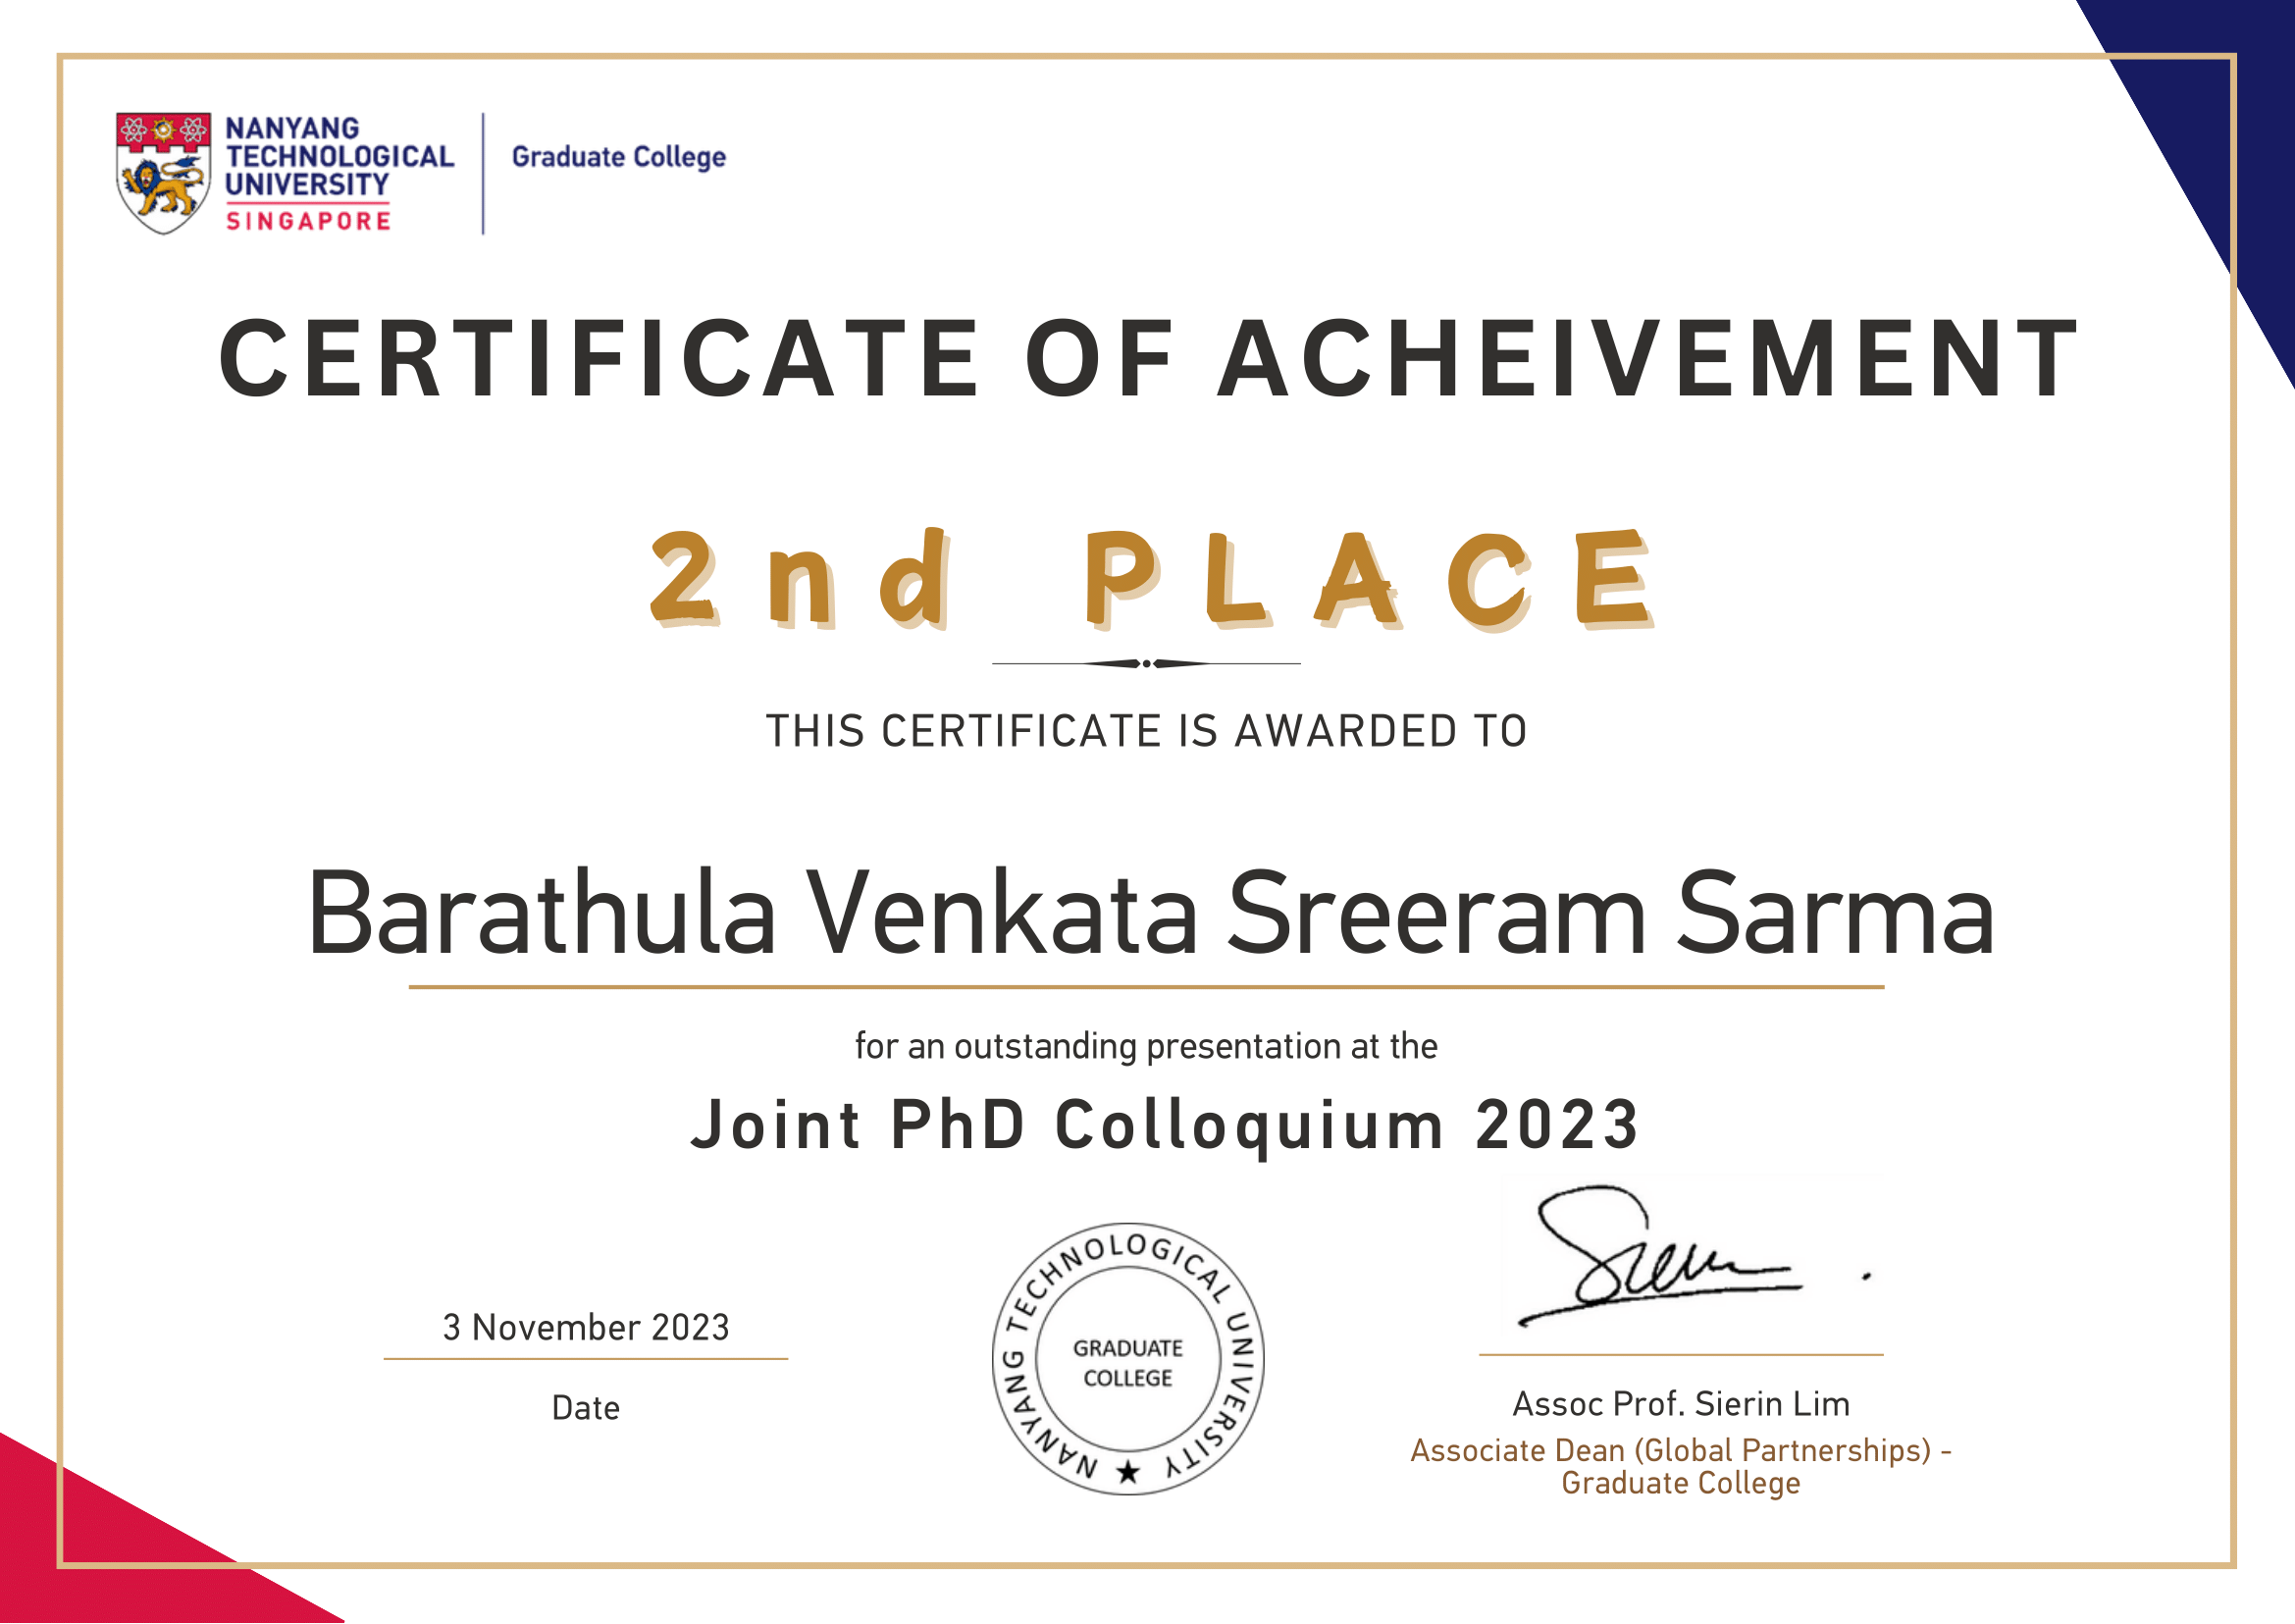 NANYANG
TECHNOLOGICAL
UNIVERSITY
SINGAPORE
Graduate College
CERTIFICATE OF ACHEIVEMENT
2nd PLACE
THIS CERTIFICATE IS AWARDED TO
Barathula Venkata Sreeram Sarma
for an outstanding presentation at the
Joint PhD Colloquium 2023
3 November 2023
Date
NANYANG TECHNOLOGICAL UNIVERSITY
GRADUATE
COLLEGE
Sierin
Assoc Prof. Sierin Lim
Associate Dean (Global Partnerships) -
Graduate College